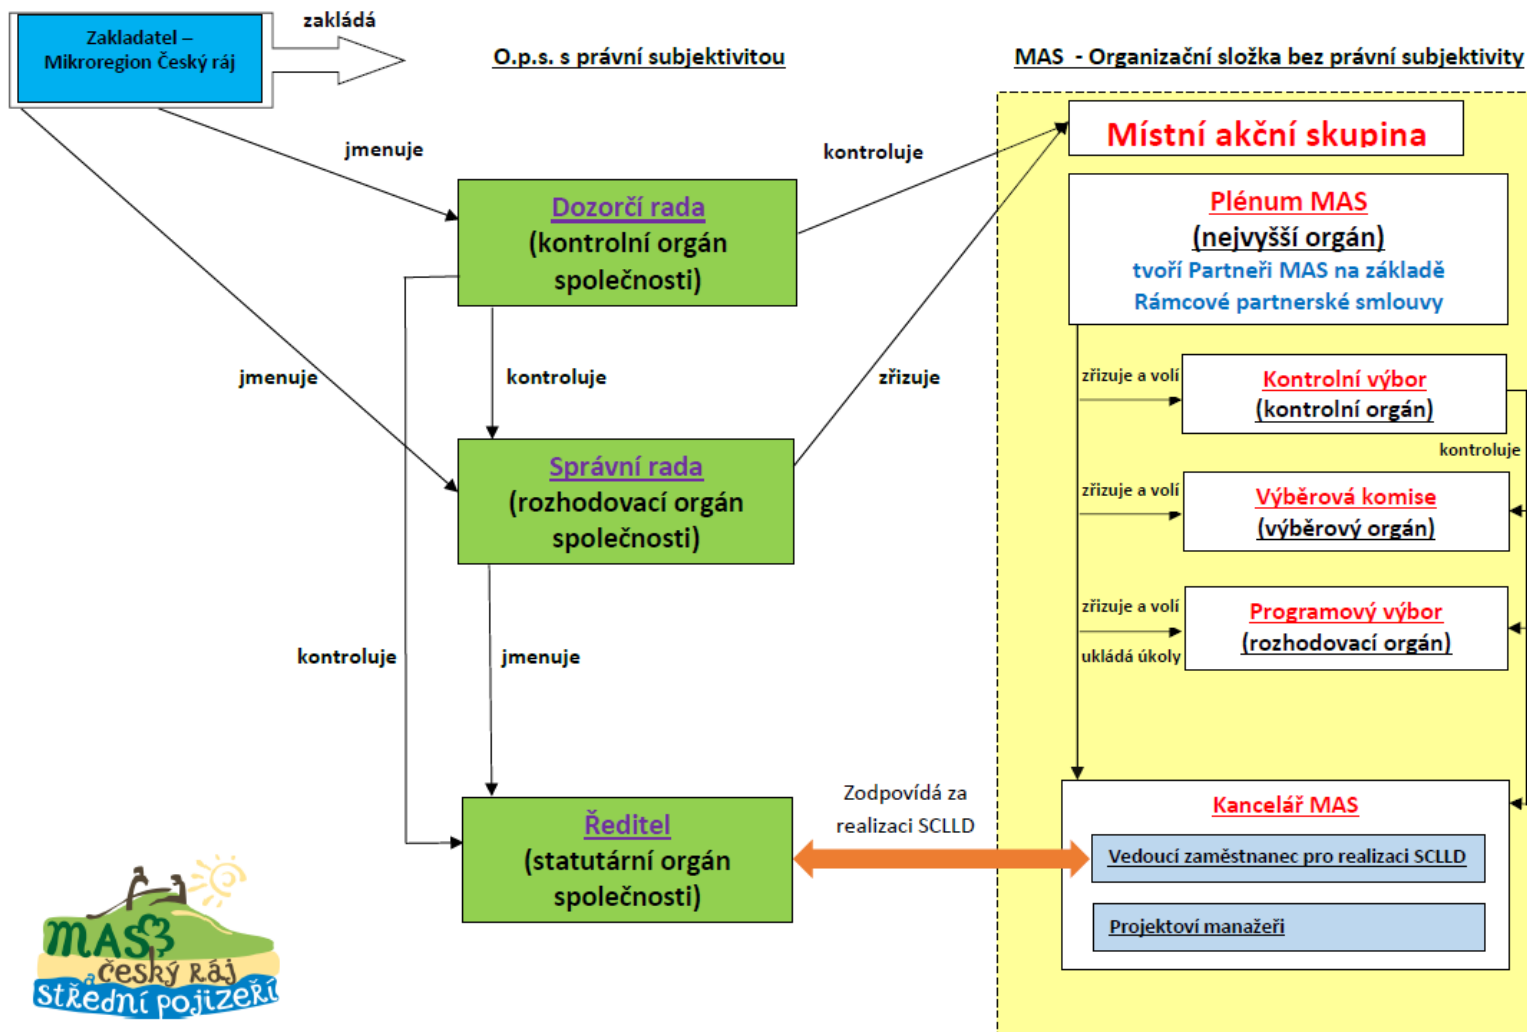 zakládá
Zakladatel –
Mikroregion Český ráj
O.p.s. s právní subjektivitou
MAS - Organizační složka bez právní subjektivity
jmenuje
kontroluje
Místní akční skupina
Dozorčí rada
(kontrolní orgán
společnosti)
Plénum MAS
(nejvyšší orgán)
tvoří Partneři MAS na základě
Rámcové partnerské smlouvy
jmenuje
kontroluje
zřizuje
zřizuje a volí
Kontrolní výbor
(kontrolní orgán)
kontroluje
Správní rada
(rozhodovací orgán
společnosti)
zřizuje a volí
Výběrová komise
(výběrový orgán)
zřizuje a volí
ukládá úkoly
Programový výbor
(rozhodovací orgán)
kontroluje
jmenuje
Ředitel
(statutární orgán
společnosti)
Zodpovídá za
realizaci SCLLD
Kancelář MAS
Vedoucí zaměstnanec pro realizaci SCLLD
Projektoví manažeři
MAS
český ráj
a
střední pojizeří